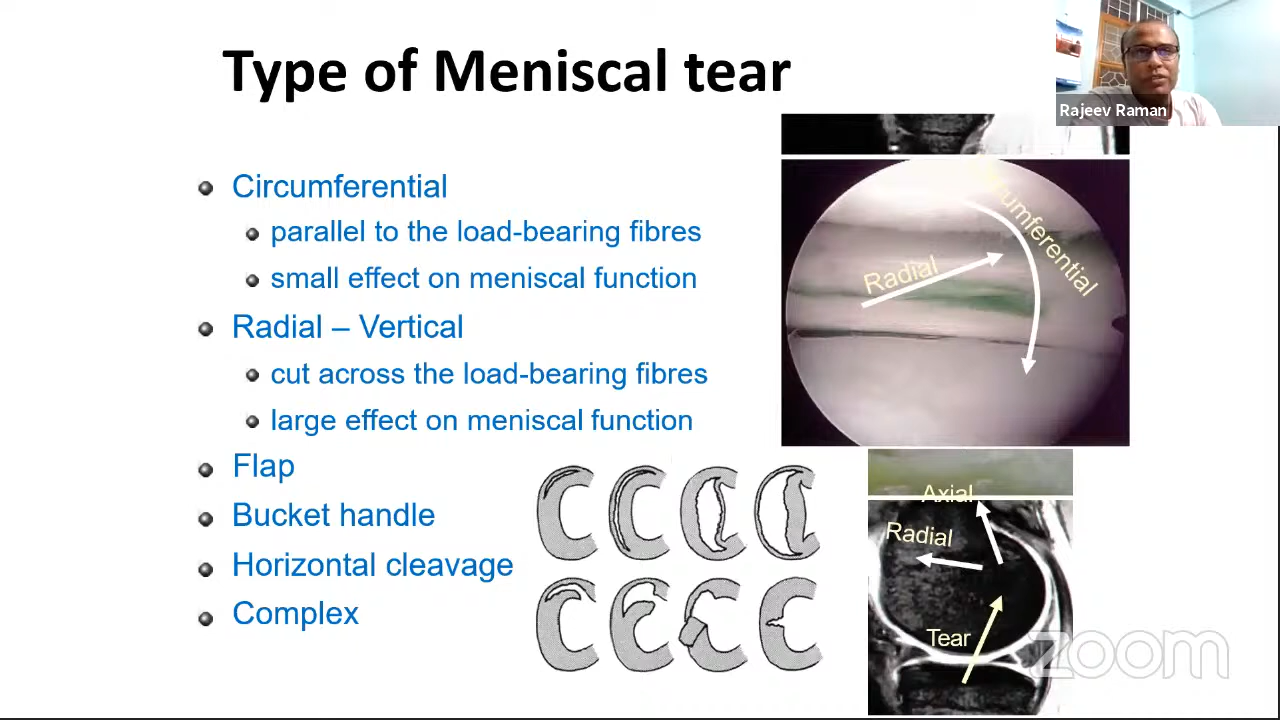 Type of Meniscal tear
Rajeev Raman
Circumferential
parallel to the load-bearing fibres
small effect on meniscal function
Radial – Vertical
cut across the load-bearing fibres
large effect on meniscal function
Flap
Bucket handle
Horizontal cleavage
Complex
Circumferential
Radial
Axial
Radial
Tear
zoom